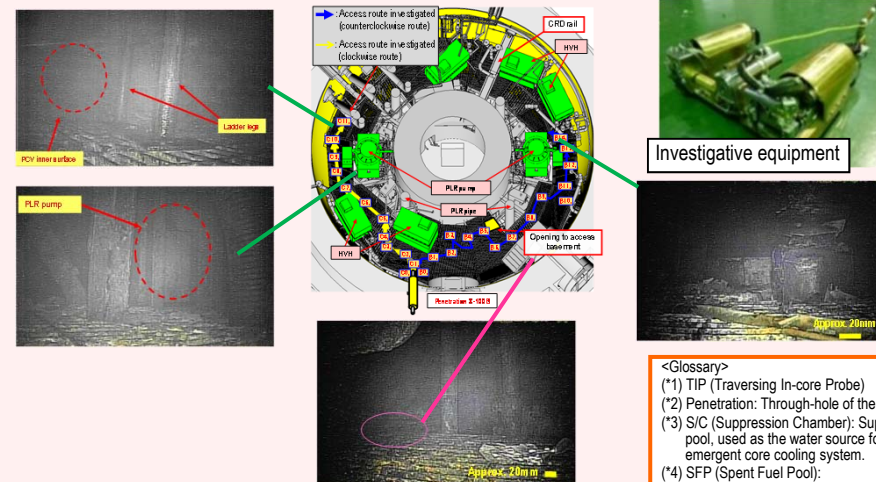 : Access route investigated
(counterclockwise route)
: Access route investigated
(clockwise route)
CRD rail
HVH
Ladder legs
PCV inner surface
PLR pump
PLR pump
PLR pipe
HVH
Opening to access
basement
Penetration X-100B
Investigative equipment
Approx. 20mm
Approx. 20mm
<Glossary>
(*1) TIP (Traversing In-core Probe)
(*2) Penetration: Through-hole of the
(*3) S/C (Suppression Chamber): Sup
pool, used as the water source fo
emergent core cooling system.
(*4) SFP (Spent Fuel Pool):